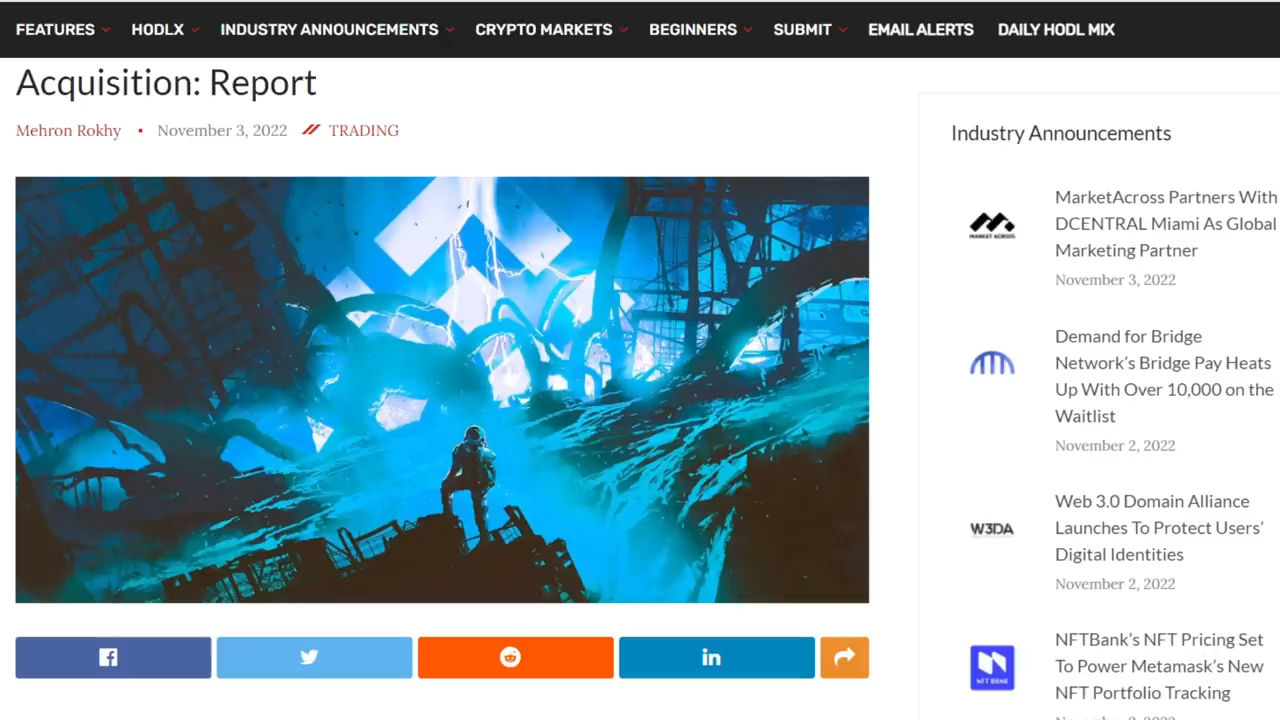 FEATURES HODLX INDUSTRY ANNOUNCEMENTS CRYPTO MARKETS BEGINNERS SUBMIT EMAIL ALERTS DAILY HODL MIX
Acquisition: Report
Mehron Rokhy • November 3, 2022 TRADING
Industry Announcements
MARKET ACROSS
MarketAcross Partners With
DCENTRAL Miami As Global
Marketing Partner
November 3, 2022
Demand for Bridge
Network’s Bridge Pay Heats
Up With Over 10,000 on the
Waitlist
November 2, 2022
W3DA
Web 3.0 Domain Alliance
Launches To Protect Users’
Digital Identities
November 2, 2022
NFT BANK
NFTBank’s NFT Pricing Set
To Power Metamask’s New
NFT Portfolio Tracking